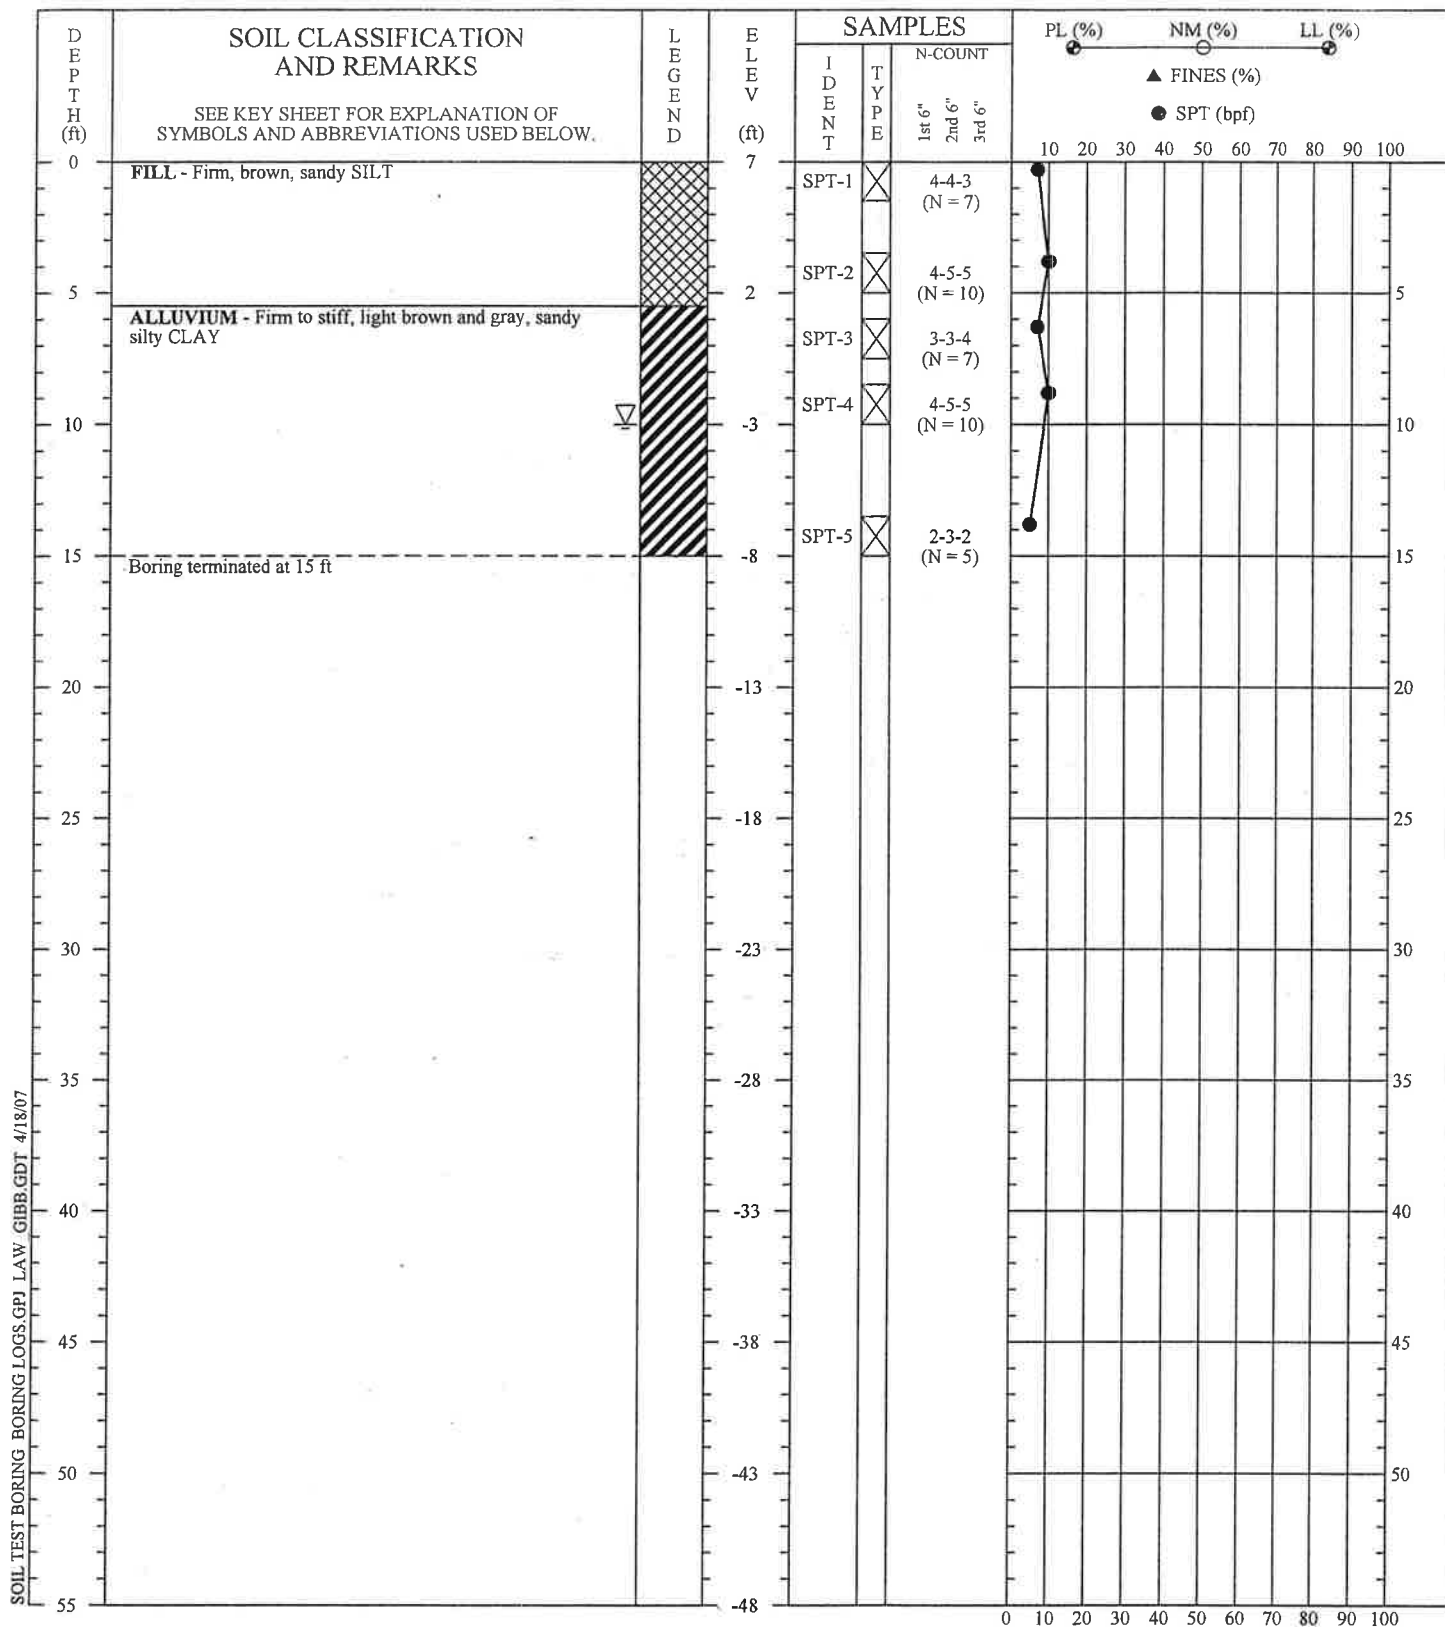 DEPTH (ft)
SOIL CLASSIFICATION
AND REMARKS
SEE KEY SHEET FOR EXPLANATION OF
SYMBOLS AND ABBREVIATIONS USED BELOW.
LEGEND
ELEV (ft)
SAMPLES
IDENT
TYPE
N-COUNT
1st 6"
2nd 6"
3rd 6"
PL (%) NM (%) LL (%)
▲ FINES (%)
● SPT (bpf)
10 20 30 40 50 60 70 80 90 100
0 7
FILL - Firm, brown, sandy SILT
SPT-1 4-4-3
(N = 7)
SPT-2 4-5-5
(N = 10)
5 2 5
ALLUVIUM - Firm to stiff, light brown and gray, sandy
silty CLAY
SPT-3 3-3-4
(N = 7)
SPT-4 4-5-5
(N = 10)
10 -3 10
SPT-5 2-3-2
(N = 5)
15 -8 15
Boring terminated at 15 ft
20 -13 20
25 -18 25
30 -23 30
35 -28 35
40 -33 40
45 -38 45
50 -43 50
55 -48
0 10 20 30 40 50 60 70 80 90 100
SOIL TEST BORING BORING LOGS.GPJ LAW_GIBB.GDT 4/18/07